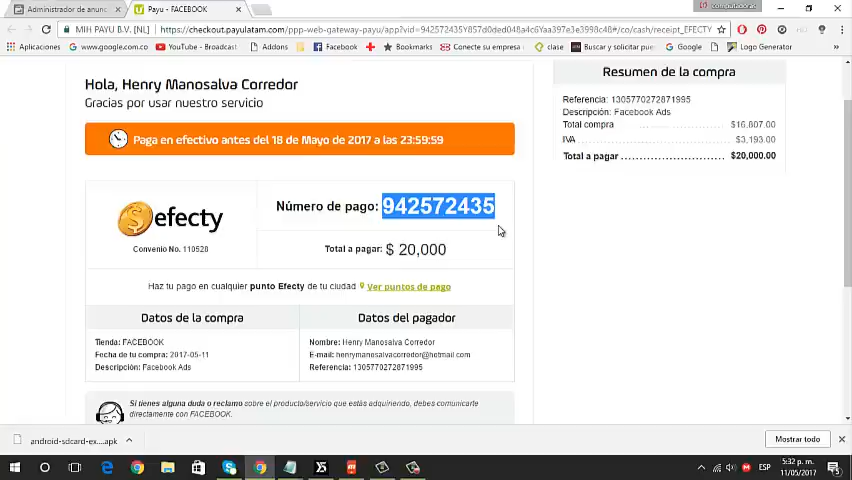 Administrador de anunc
Payu - FACEBOOK
computadoras
MIH PAYU B.V. [NL]
https://checkout.payulatam.com/ppp-web-gateway-payu/app?vid=942572435Y857d0ded048a4c6Yaa397e3e3998c48#/co/cash/receipt_EFECTY
Aplicaciones
www.google.com.co
YouTube - Broadcast
Addons
Facebook
Bookmarks
Conecte su empresa
clase
Buscar y solicitar pues
Google
Logo Generator
Hola, Henry Manosalva Corredor
Gracias por usar nuestro servicio
Paga en efectivo antes del 18 de Mayo de 2017 a las 23:59:59
efecty
Convenio No. 110528
Número de pago: 942572435
Total a pagar: $ 20,000
Haz tu pago en cualquier punto Efecty de tu ciudad Ver puntos de pago
Datos de la compra
Tienda: FACEBOOK
Fecha de tu compra: 2017-05-11
Descripción: Facebook Ads
Datos del pagador
Nombre: Henry Manosalva Corredor
E-mail: henrymanosalvacorredor@hotmail.com
Referencia: 1305770272871995
Si tienes alguna duda o reclamo sobre el producto/servicio que estás adquiriendo, debes comunicarte
directamente con FACEBOOK.
Resumen de la compra
Referencia: 1305770272871995
Descripción: Facebook Ads
Total compra $16,807.00
IVA $3,193.00
Total a pagar $20,000.00
android-sdcard-ex....apk
Mostrar todo
ESP
5:32 p. m.
11/05/2017